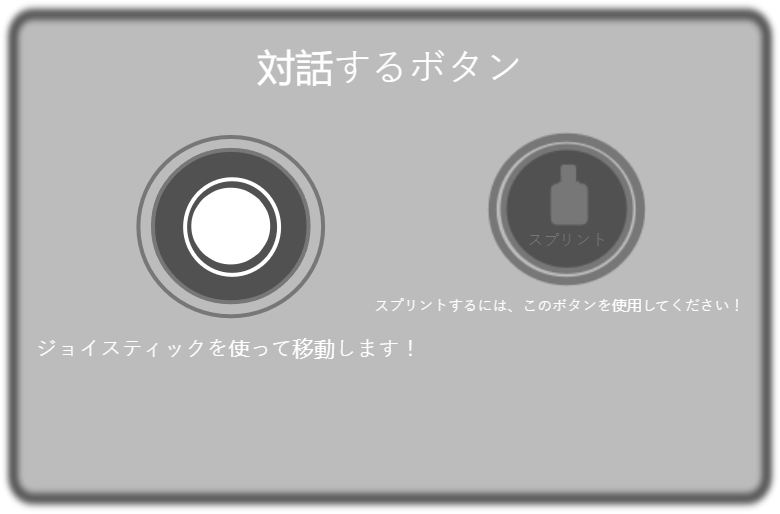 対話するボタン
スプリント
スプリントするには、このボタンを使用してください！
ジョイスティックを使って移動します！